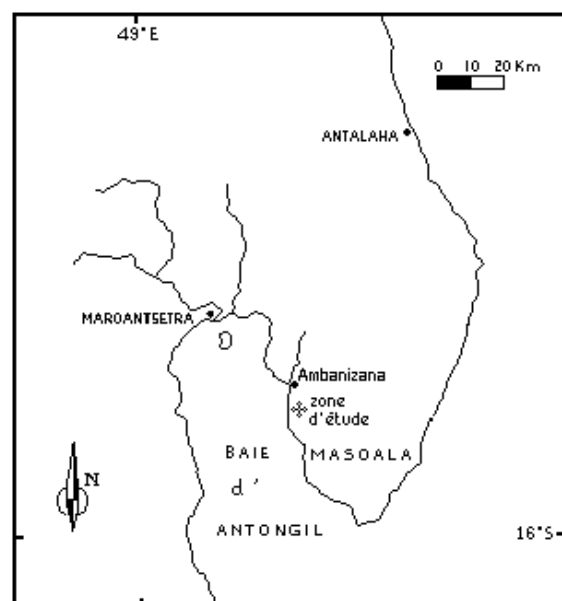 49°E
0 10 20 Km
ANTALAHA
MAROANTSETRA
Ambanizana
zone
d'étude
BAIE
MASOALA
d'
N
ANTONGIL
16°S